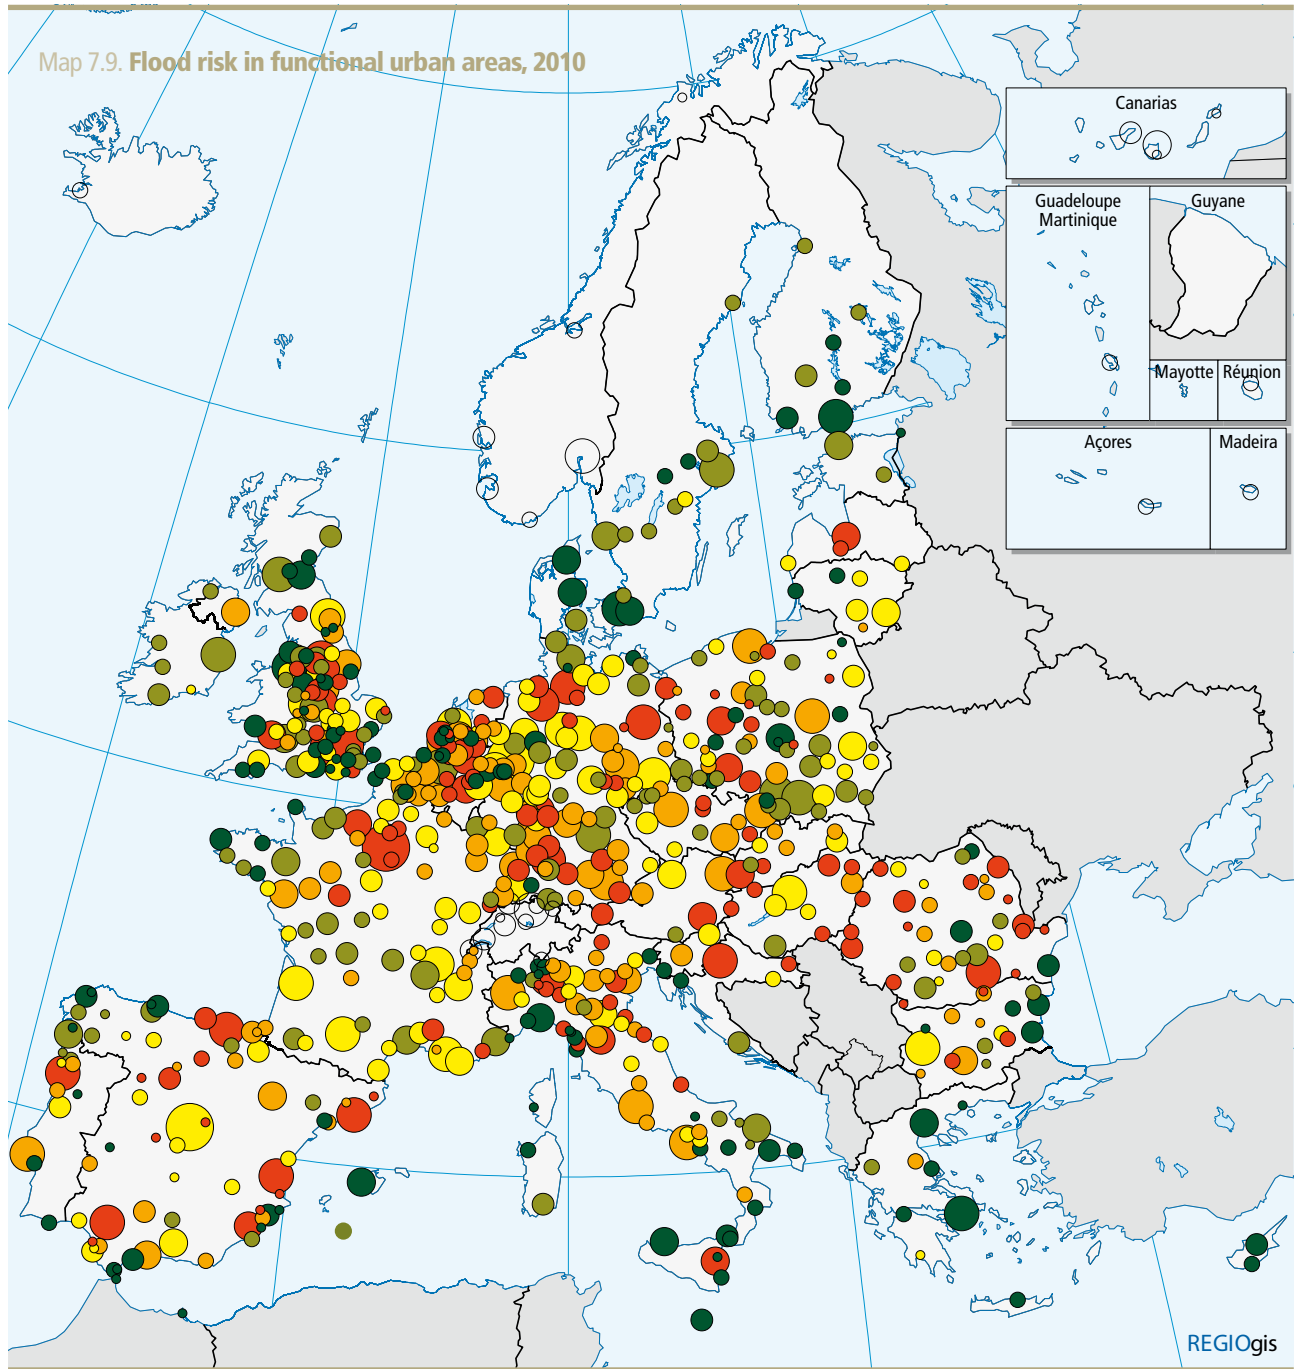 Map 7.9. Flood risk in functional urban areas, 2010
Canarias
Guadeloupe
Martinique
Guyane
Mayotte
Réunion
Açores
Madeira
REGIOgis